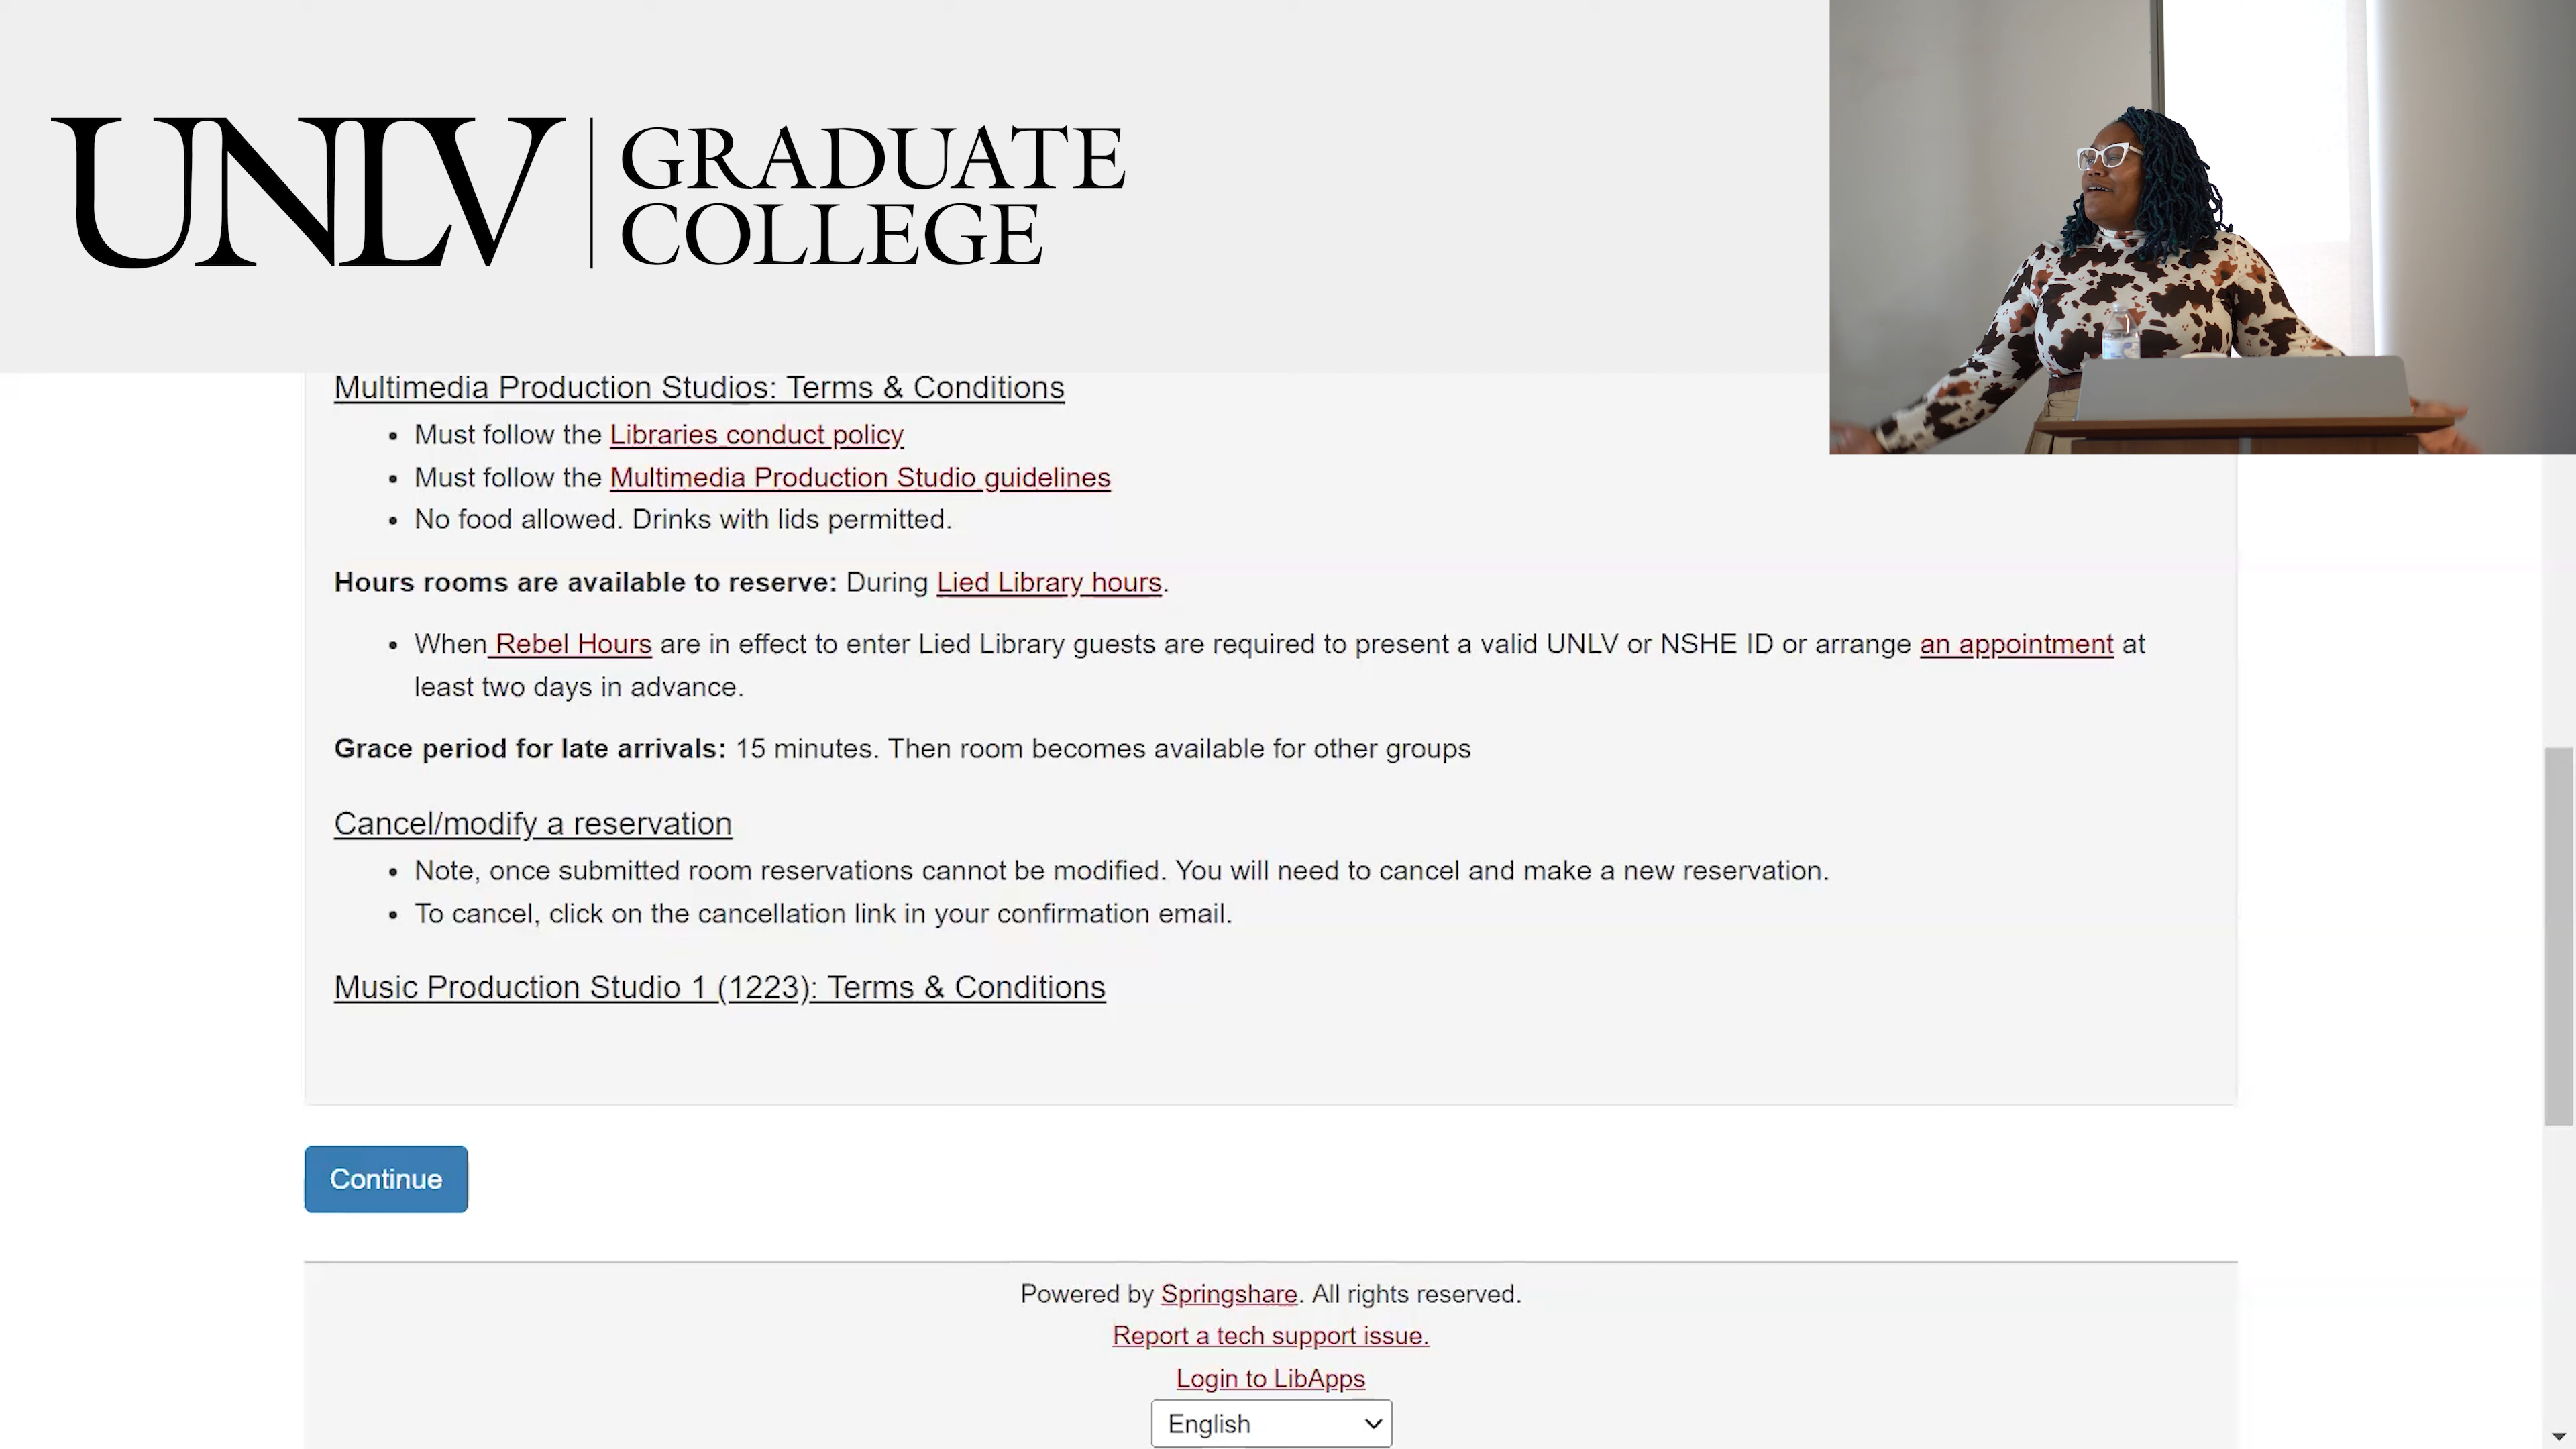 UNLV
GRADUATE
COLLEGE
Multimedia Production Studios: Terms & Conditions
• Must follow the Libraries conduct policy
• Must follow the Multimedia Production Studio guidelines
• No food allowed. Drinks with lids permitted.
Hours rooms are available to reserve: During Lied Library hours.
• When Rebel Hours are in effect to enter Lied Library guests are required to present a valid UNLV or NSHE ID or arrange an appointment at
least two days in advance.
Grace period for late arrivals: 15 minutes. Then room becomes available for other groups
Cancel/modify a reservation
• Note, once submitted room reservations cannot be modified. You will need to cancel and make a new reservation.
• To cancel, click on the cancellation link in your confirmation email.
Music Production Studio 1 (1223): Terms & Conditions
Continue
Powered by Springshare. All rights reserved.
Report a tech support issue.
Login to LibApps
English